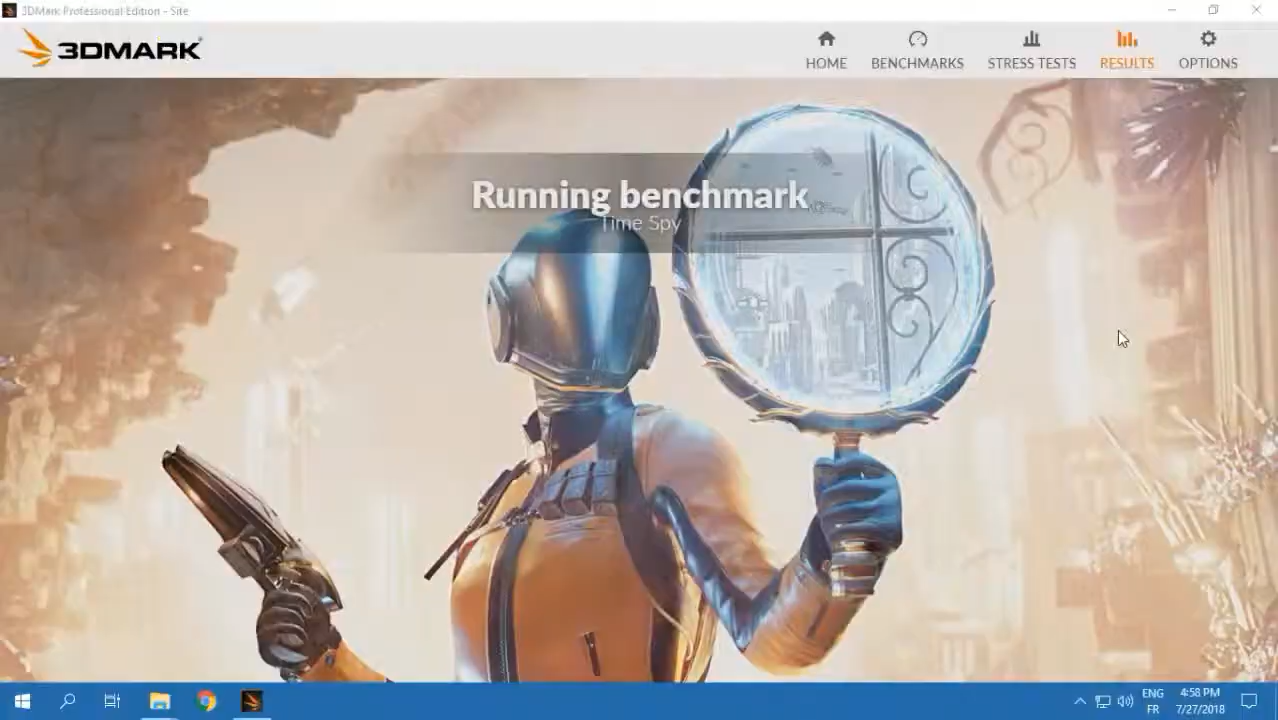 3DMark Professional Edition - Site
3DMARK
HOME
BENCHMARKS
STRESS TESTS
RESULTS
OPTIONS
Running benchmark
Time Spy
ENG
FR
4:58 PM
7/27/2018